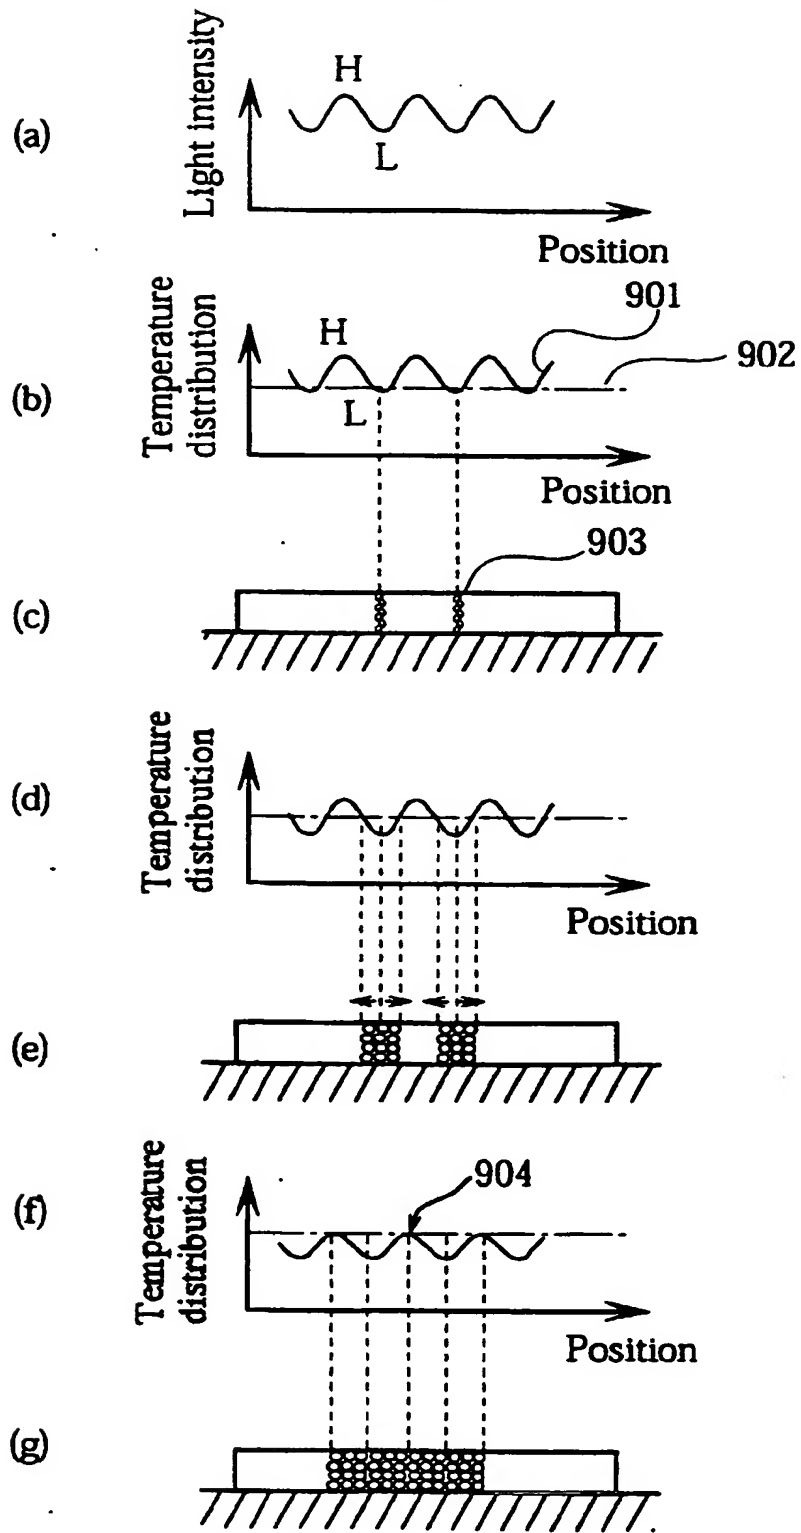 (a)
Light intensity
H
L
Position
(b)
Temperature
distribution
H
L
901
902
Position
(c)
903
(d)
Temperature
distribution
Position
(e)
(f)
Temperature
distribution
904
Position
(g)